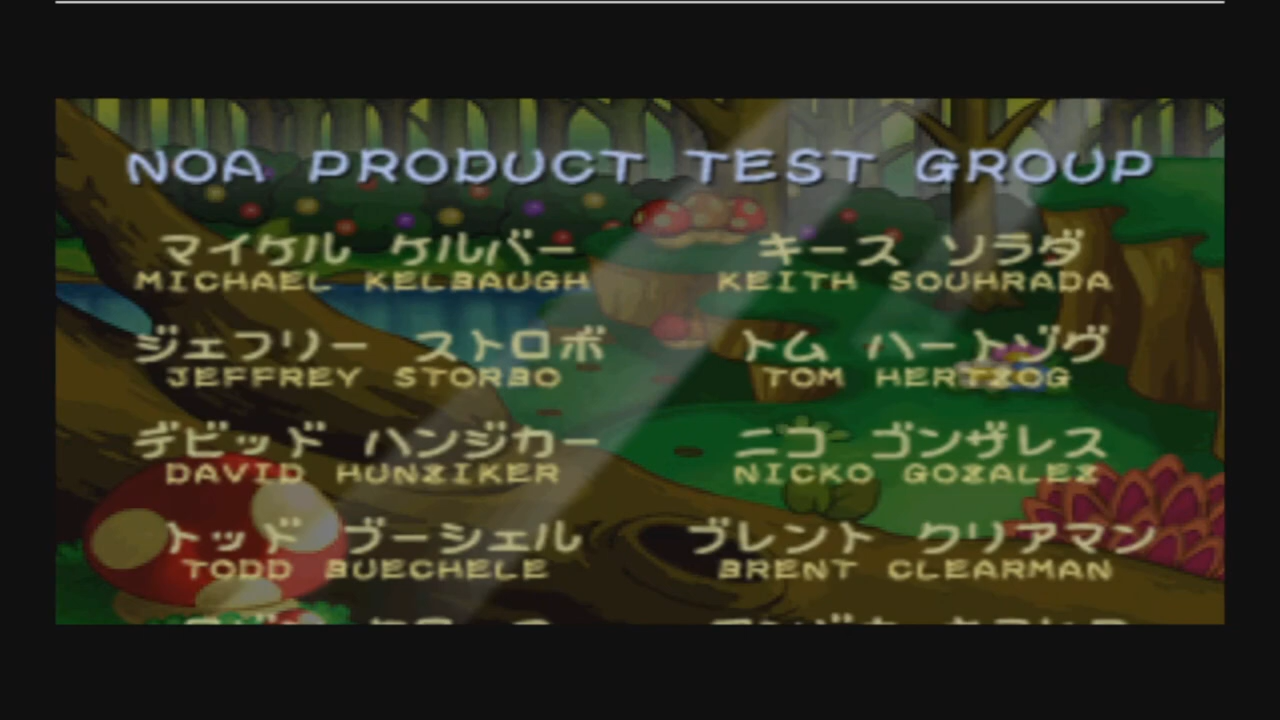 NOA PRODUCT TEST GROUP
マイケル ケルバー キース ソラダ
MICHAEL KELBAUGH KEITH SOUHRADA
ジェフリー ストロボ トム ハートヅグ
JEFFREY STORBO TOM HERTZOG
デビッド ハンジカー ニコ ゴンザレス
DAVID HUNZIKER NICKO GOZALEZ
トッド ブーシェル ブレント クリアマン
TODD BUECHELE BRENT CLEARMAN